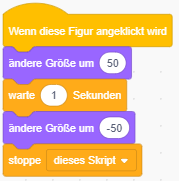 Wenn diese Figur angeklickt wird
ändere Größe um 50
warte 1 Sekunden
ändere Größe um -50
stoppe dieses Skript